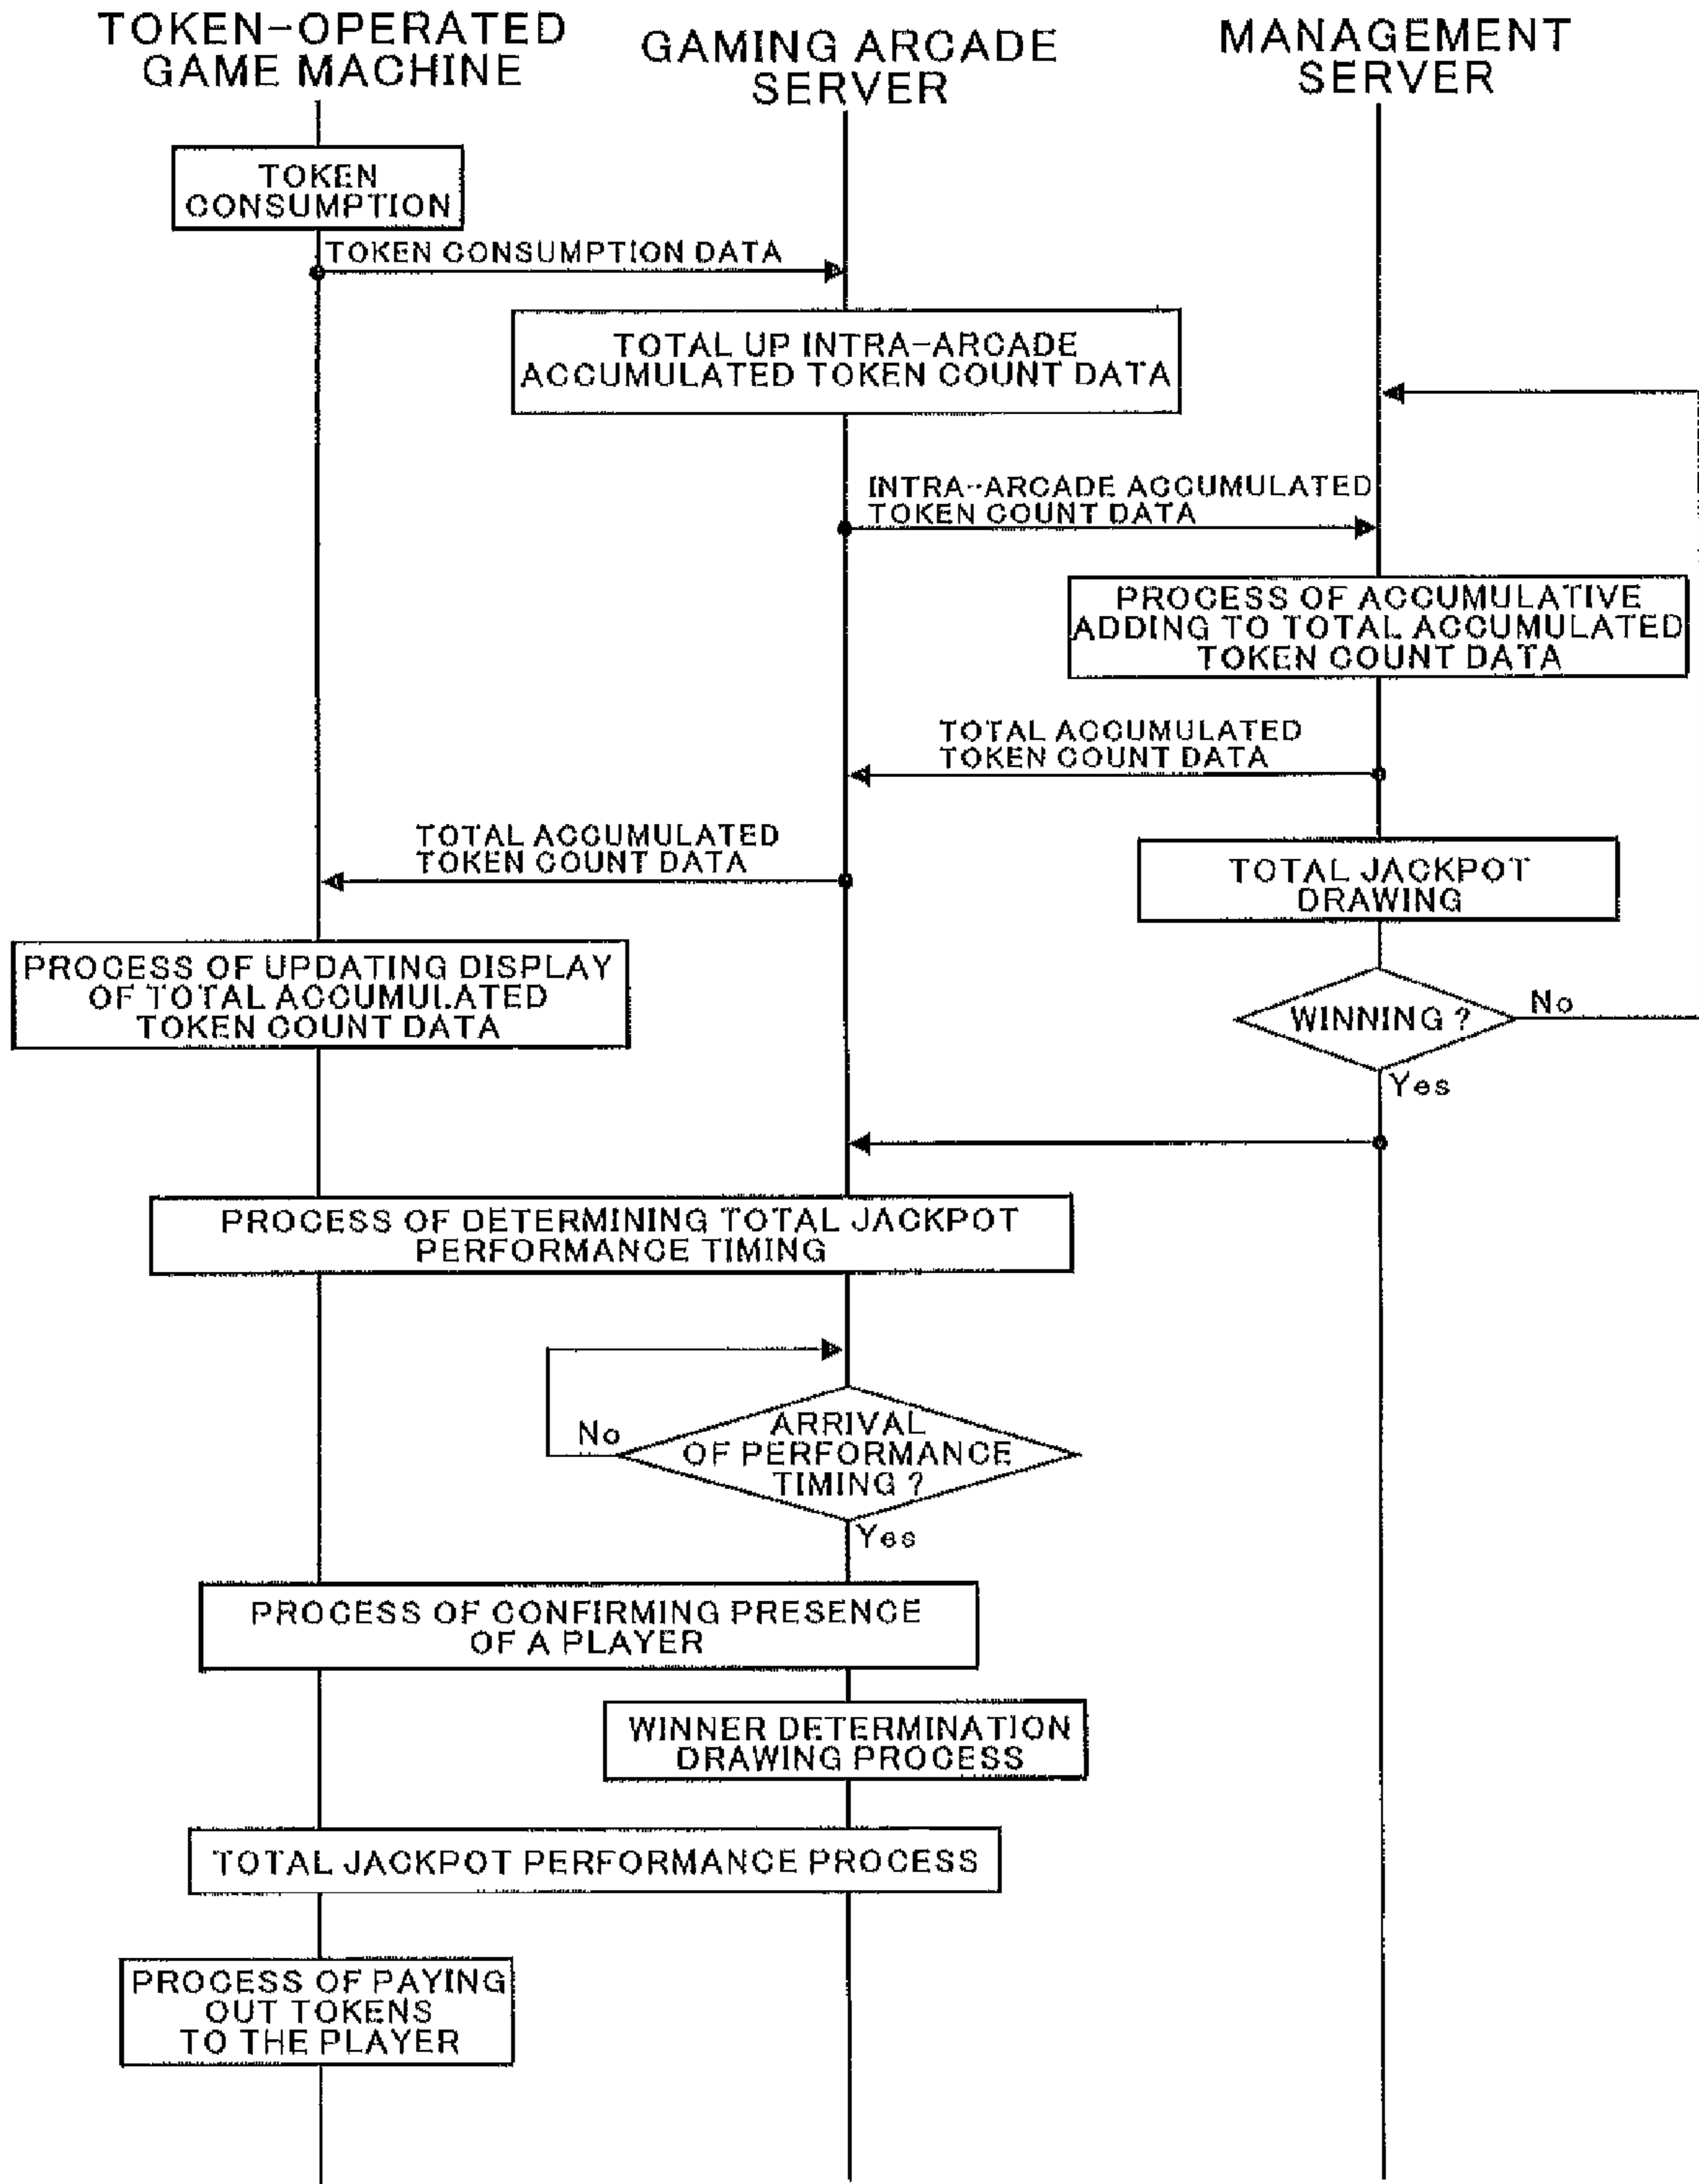 TOKEN-OPERATED
GAME MACHINE
GAMING ARCADE
SERVER
MANAGEMENT
SERVER
TOKEN
CONSUMPTION
TOKEN CONSUMPTION DATA
TOTAL UP INTRA-ARCADE
ACCUMULATED TOKEN COUNT DATA
INTRA-ARCADE ACCUMULATED
TOKEN COUNT DATA
PROCESS OF ACCUMULATIVE
ADDING TO TOTAL ACCUMULATED
TOKEN COUNT DATA
TOTAL ACCUMULATED
TOKEN COUNT DATA
TOTAL ACCUMULATED
TOKEN COUNT DATA
TOTAL JACKPOT
DRAWING
PROCESS OF UPDATING DISPLAY
OF TOTAL ACCUMULATED
TOKEN COUNT DATA
WINNING ?
No
Yes
PROCESS OF DETERMINING TOTAL JACKPOT
PERFORMANCE TIMING
No
ARRIVAL
OF PERFORMANCE
TIMING ?
Yes
PROCESS OF CONFIRMING PRESENCE
OF A PLAYER
WINNER DETERMINATION
DRAWING PROCESS
TOTAL JACKPOT PERFORMANCE PROCESS
PROCESS OF PAYING
OUT TOKENS
TO THE PLAYER